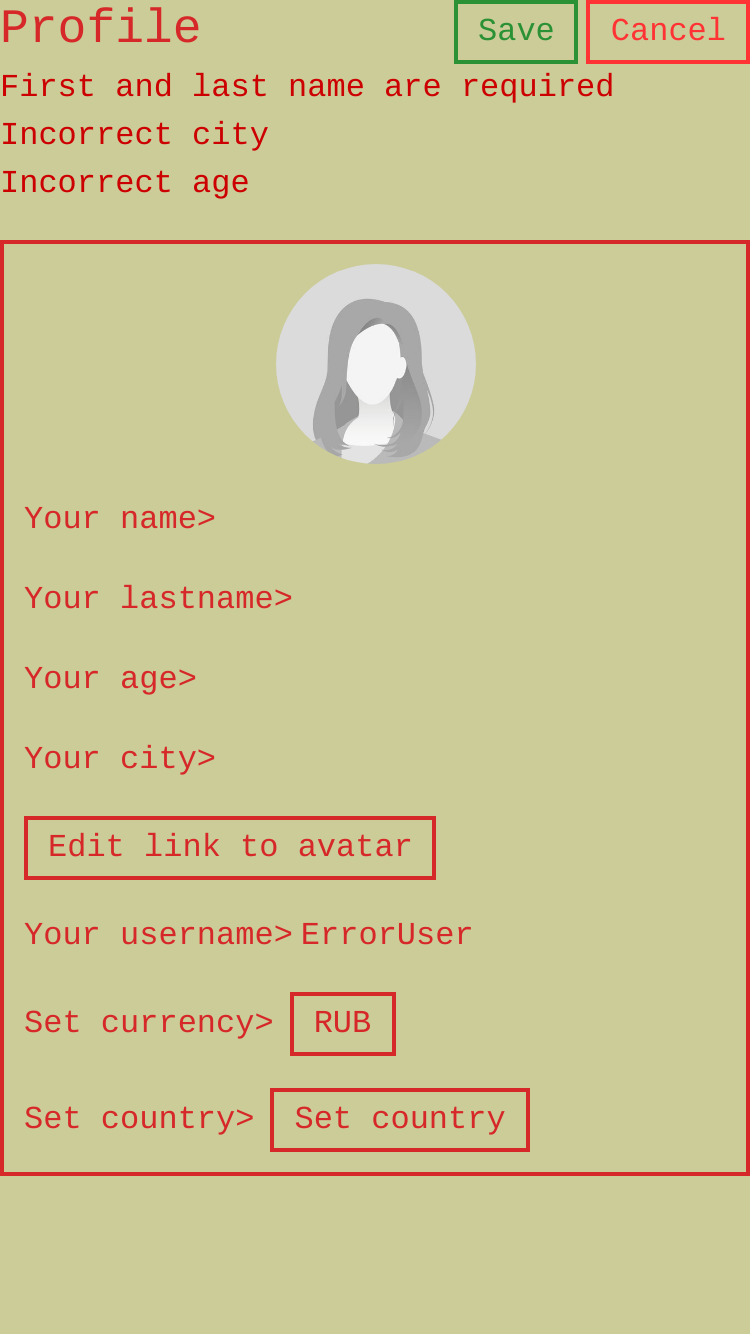 Profile Save Cancel
First and last name are required
Incorrect city
Incorrect age
Your name>
Your lastname>
Your age>
Your city>
Edit link to avatar
Your username> ErrorUser
Set currency> RUB
Set country> Set country